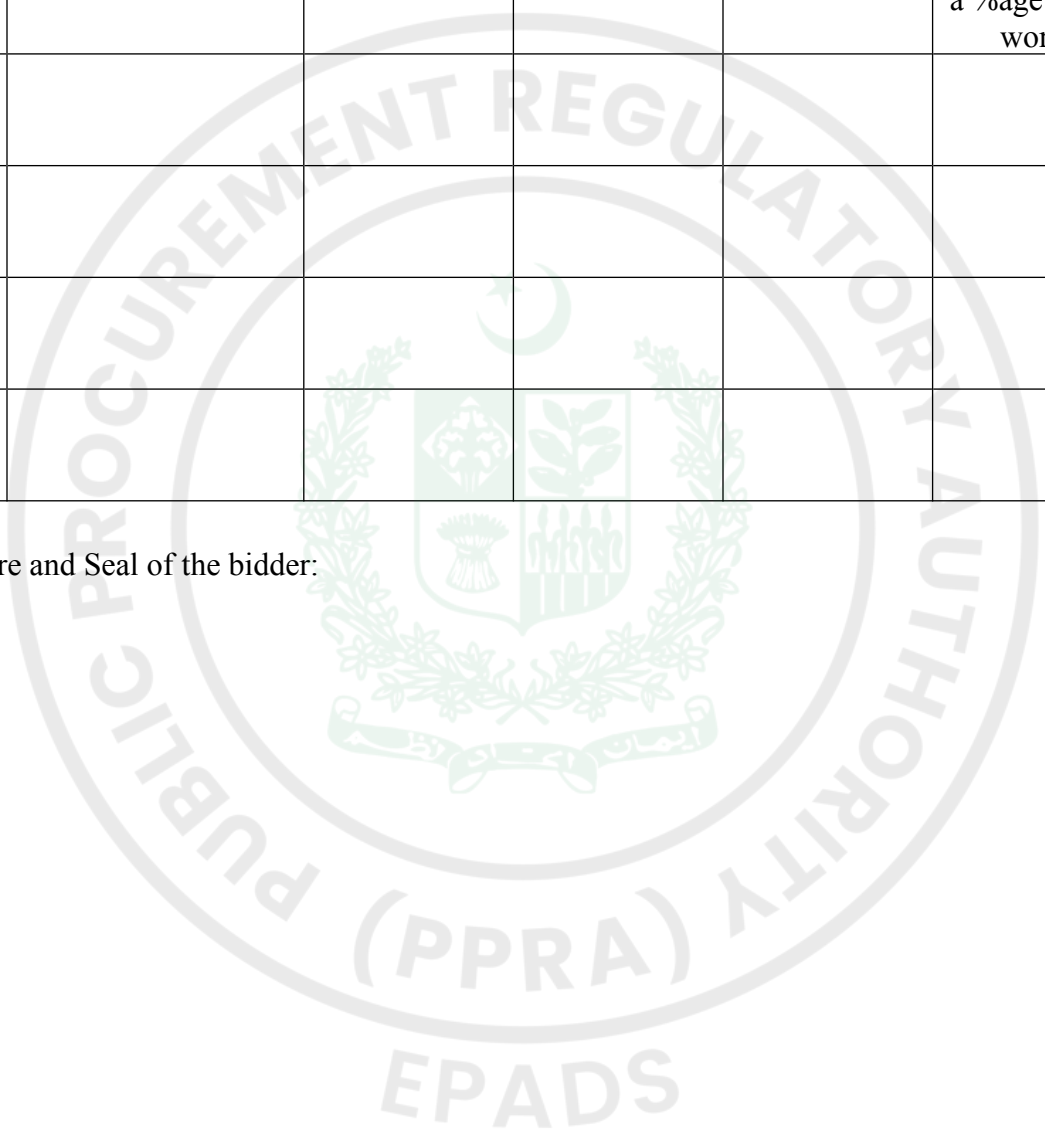 a %age
wor
re and Seal of the bidder:
PUBLIC PROCUREMENT REGULATORY AUTHORITY
(PPRA)
EPADS